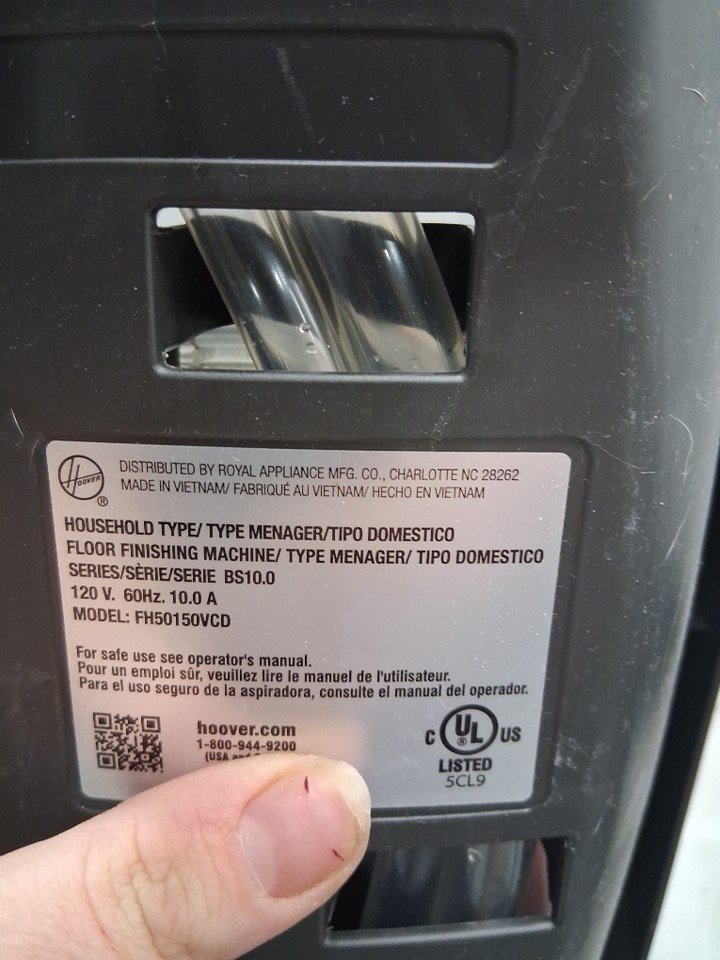 HOOVER
®
DISTRIBUTED BY ROYAL APPLIANCE MFG. CO., CHARLOTTE NC 28262
MADE IN VIETNAM/ FABRIQUÉ AU VIETNAM/ HECHO EN VIETNAM
HOUSEHOLD TYPE/ TYPE MENAGER/TIPO DOMESTICO
FLOOR FINISHING MACHINE/ TYPE MENAGER/ TIPO DOMESTICO
SERIES/SÈRIE/SERIE BS10.0
120 V. 60Hz. 10.0 A
MODEL: FH50150VCD
For safe use see operator's manual.
Pour un emploi sûr, veuillez lire le manuel de l'utilisateur.
Para el uso seguro de la aspiradora, consulte el manual del operador.
hoover.com
1-800-944-9200
(USA
C UL ® US
LISTED
5CL9